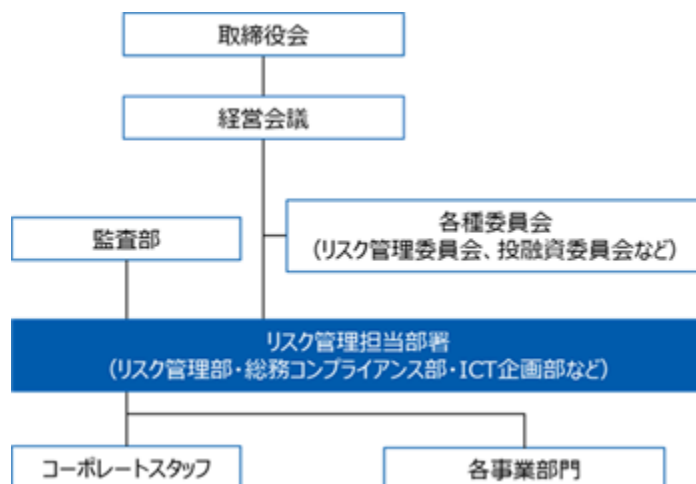 取締役会
経営会議
監査部
各種委員会
(リスク管理委員会、投融資委員会など)
リスク管理担当部署
(リスク管理部・総務コンプライアンス部・ICT企画部など)
コーポレートスタッフ
各事業部門